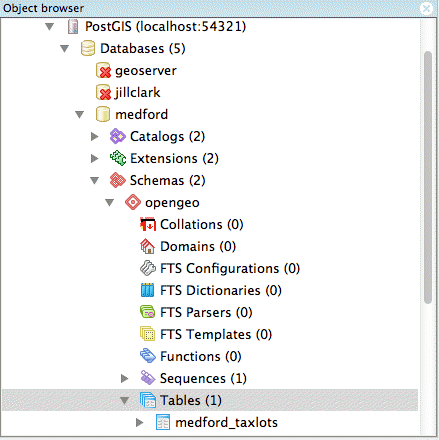 Object browser
PostGIS (localhost:54321)
Databases (5)
geoserver
jillclark
medford
Catalogs (2)
Extensions (2)
Schemas (2)
opengeo
Collations (0)
Domains (0)
FTS Configurations (0)
FTS Dictionaries (0)
FTS Parsers (0)
FTS Templates (0)
Functions (0)
Sequences (1)
Tables (1)
medford_taxlots